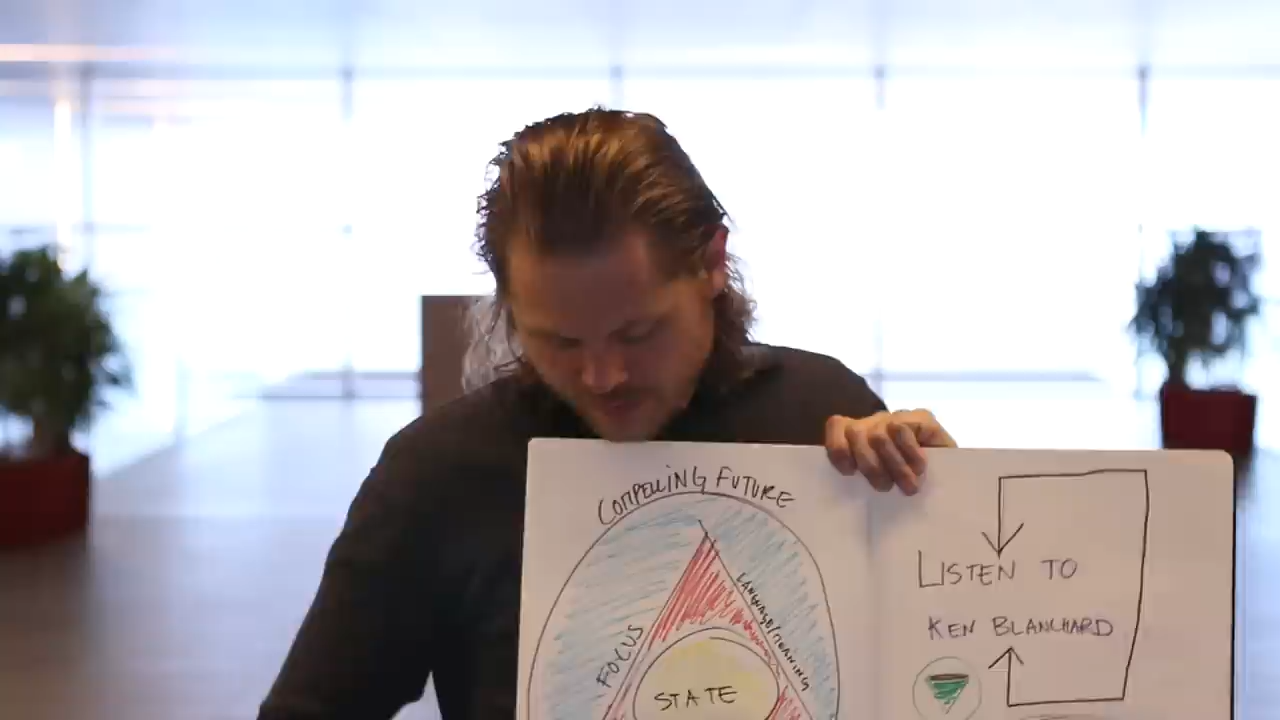 COMPELLING FUTURE
FOCUS
LANGUAGE/MEANING
STATE
LISTEN TO
KEN BLANCHARD